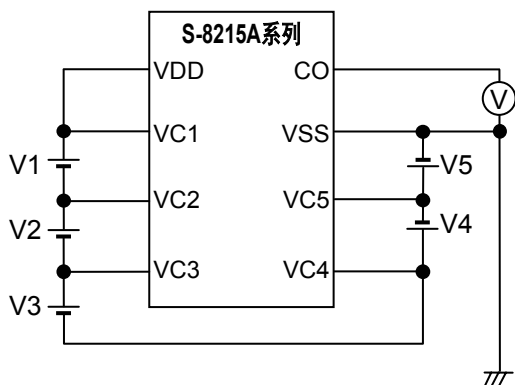 S-8215A系列
VDD
CO
V
VC1
VSS
V1
V5
VC2
VC5
V2
V4
VC3
VC4
V3